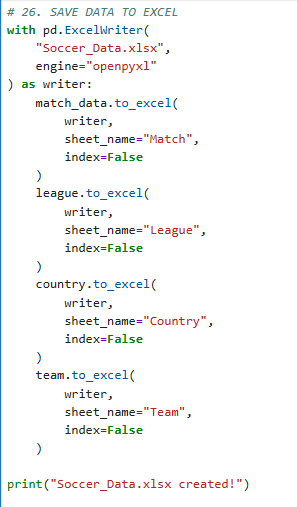 # 26. SAVE DATA TO EXCEL
with pd.ExcelWriter(
    "Soccer_Data.xlsx",
    engine="openpyxl"
) as writer:
    match_data.to_excel(
        writer,
        sheet_name="Match",
        index=False
    )
    league.to_excel(
        writer,
        sheet_name="League",
        index=False
    )
    country.to_excel(
        writer,
        sheet_name="Country",
        index=False
    )
    team.to_excel(
        writer,
        sheet_name="Team",
        index=False
    )

print("Soccer_Data.xlsx created!")